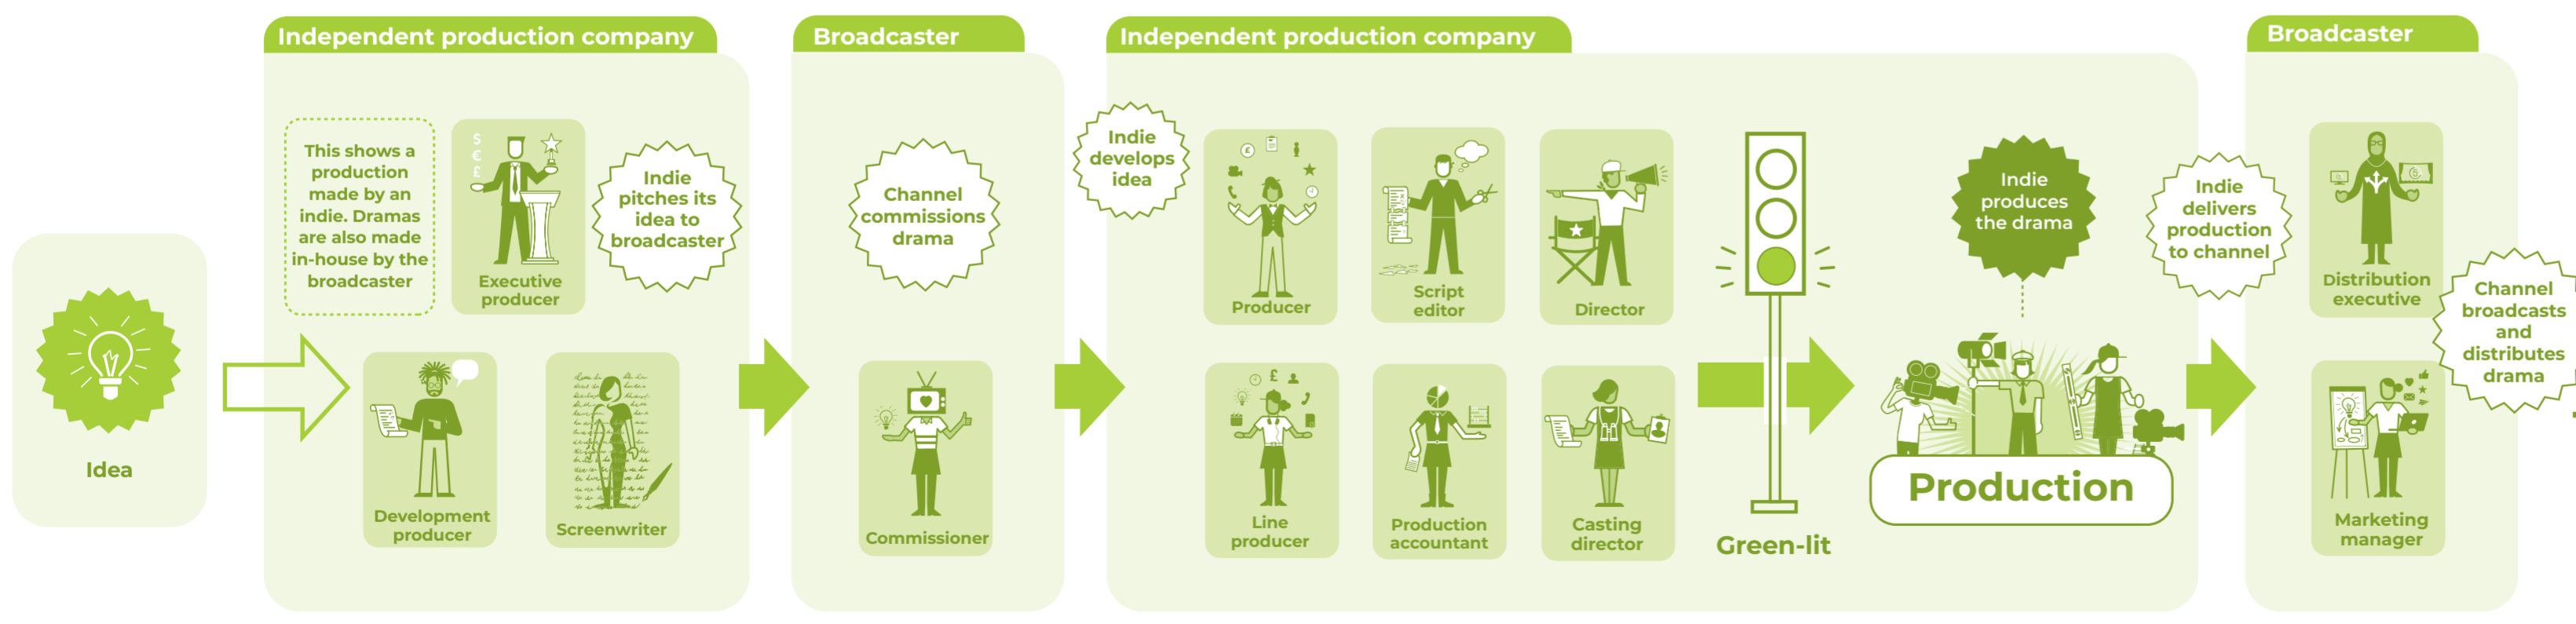 Idea
Independent production company
This shows a
production
made by an
indie. Dramas
are also made
in-house by the
broadcaster
$
€
£
Executive
producer
Indie
pitches its
idea to
broadcaster
Development
producer
Screenwriter
Broadcaster
Channel
commissions
drama
Commissioner
Independent production company
Indie
develops
idea
£
Producer
Script
editor
Director
£
Line
producer
Production
accountant
Casting
director
Green-lit
Indie
produces
the drama
Production
Indie
delivers
production
to channel
Broadcaster
Distribution
executive
Channel
broadcasts
and
distributes
drama
Marketing
manager